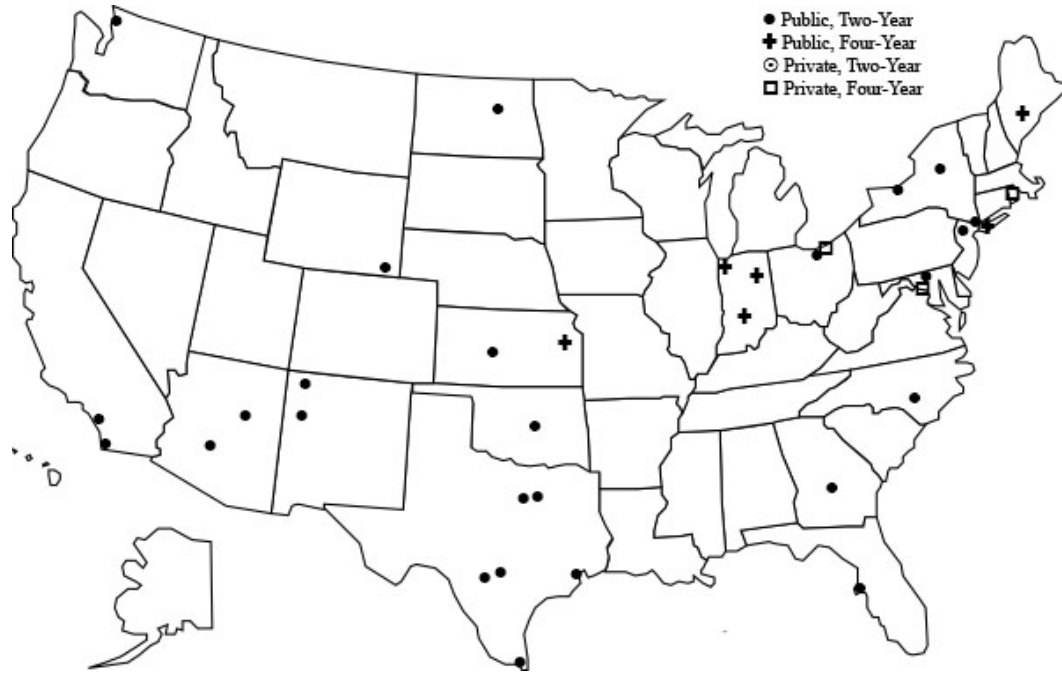 Public, Two-Year
Public, Four-Year
Private, Two-Year
Private, Four-Year